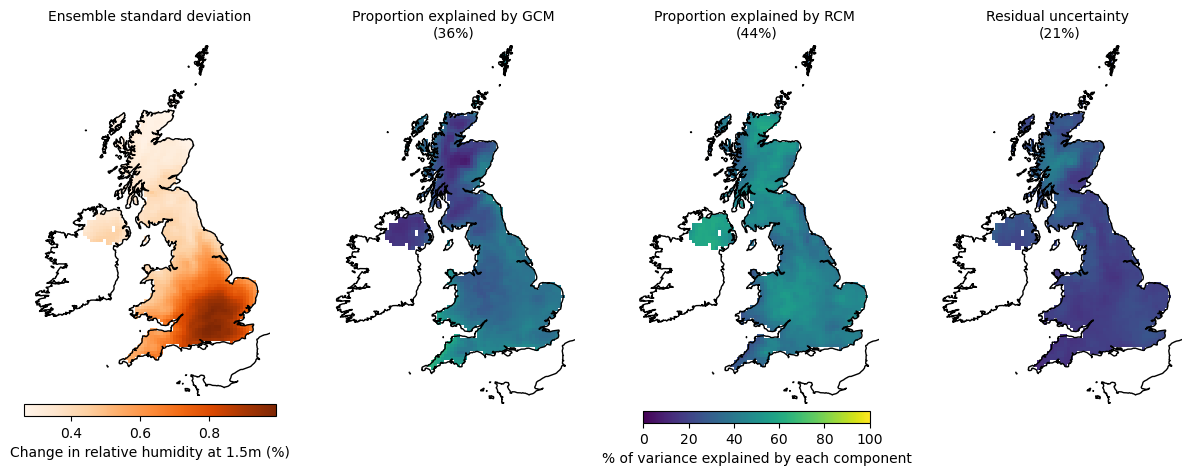 Ensemble standard deviation
Proportion explained by GCM
(36%)
Proportion explained by RCM
(44%)
Residual uncertainty
(21%)
0.4 0.6 0.8
Change in relative humidity at 1.5m (%)
0 20 40 60 80 100
% of variance explained by each component